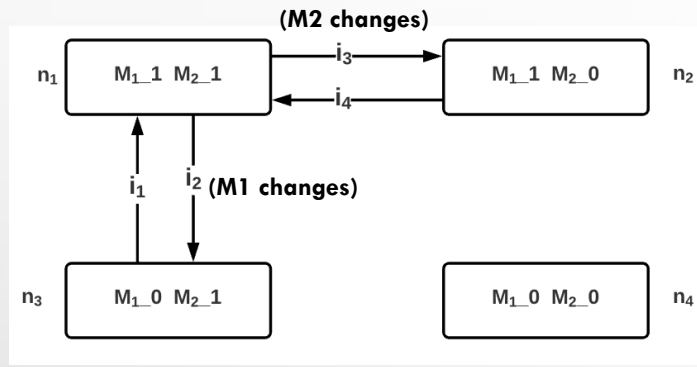 (M2 changes)
n₁ M₁_1 M₂_1 i₃ M₁_1 M₂_0 n₂
i₄
i₁ i₂ (M1 changes)
n₃ M₁_0 M₂_1 M₁_0 M₂_0 n₄